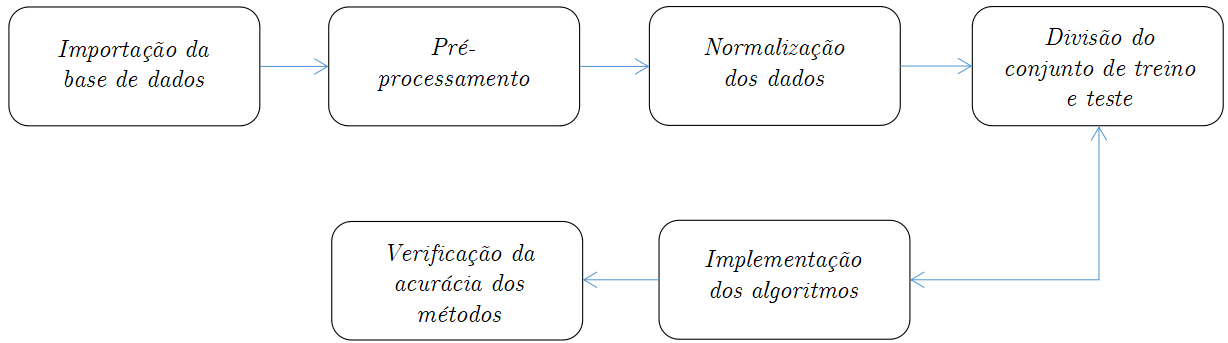 Importação da
base de dados
Pré-
processamento
Normalização
dos dados
Divisão do
conjunto de treino
e teste
Verificação da
acurácia dos
métodos
Implementação
dos algoritmos